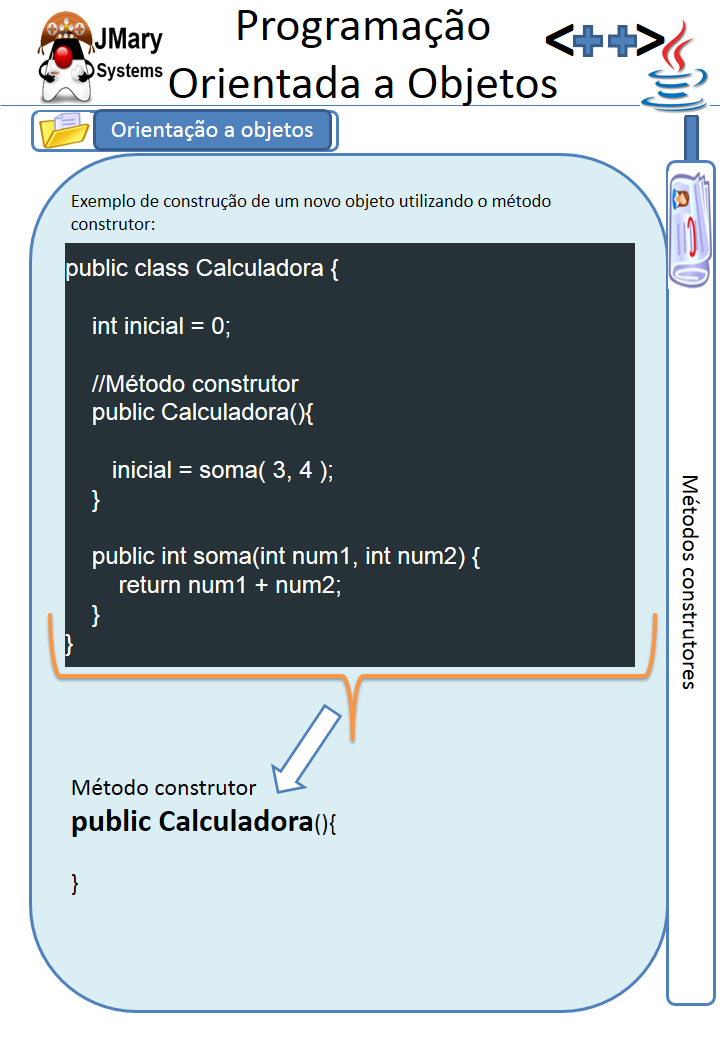 JMary
Systems
Programação
Orientada a Objetos
<++>
Orientação a objetos
Exemplo de construção de um novo objeto utilizando o método
construtor:
public class Calculadora {
int inicial = 0;
//Método construtor
public Calculadora(){
inicial = soma( 3, 4 );
}
public int soma(int num1, int num2) {
return num1 + num2;
}
}
Método construtor
public Calculadora(){
}
Métodos construtores